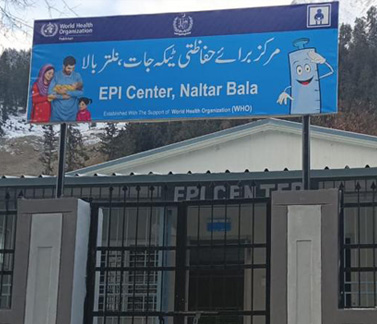 World Health
Organization
Pakistan
مرکز برائے حفاظتی ٹیکہ جات، نلتر بالا
EPI Center, Naltar Bala
Established With The Support of World Health Organization (WHO)
EPI CENTER